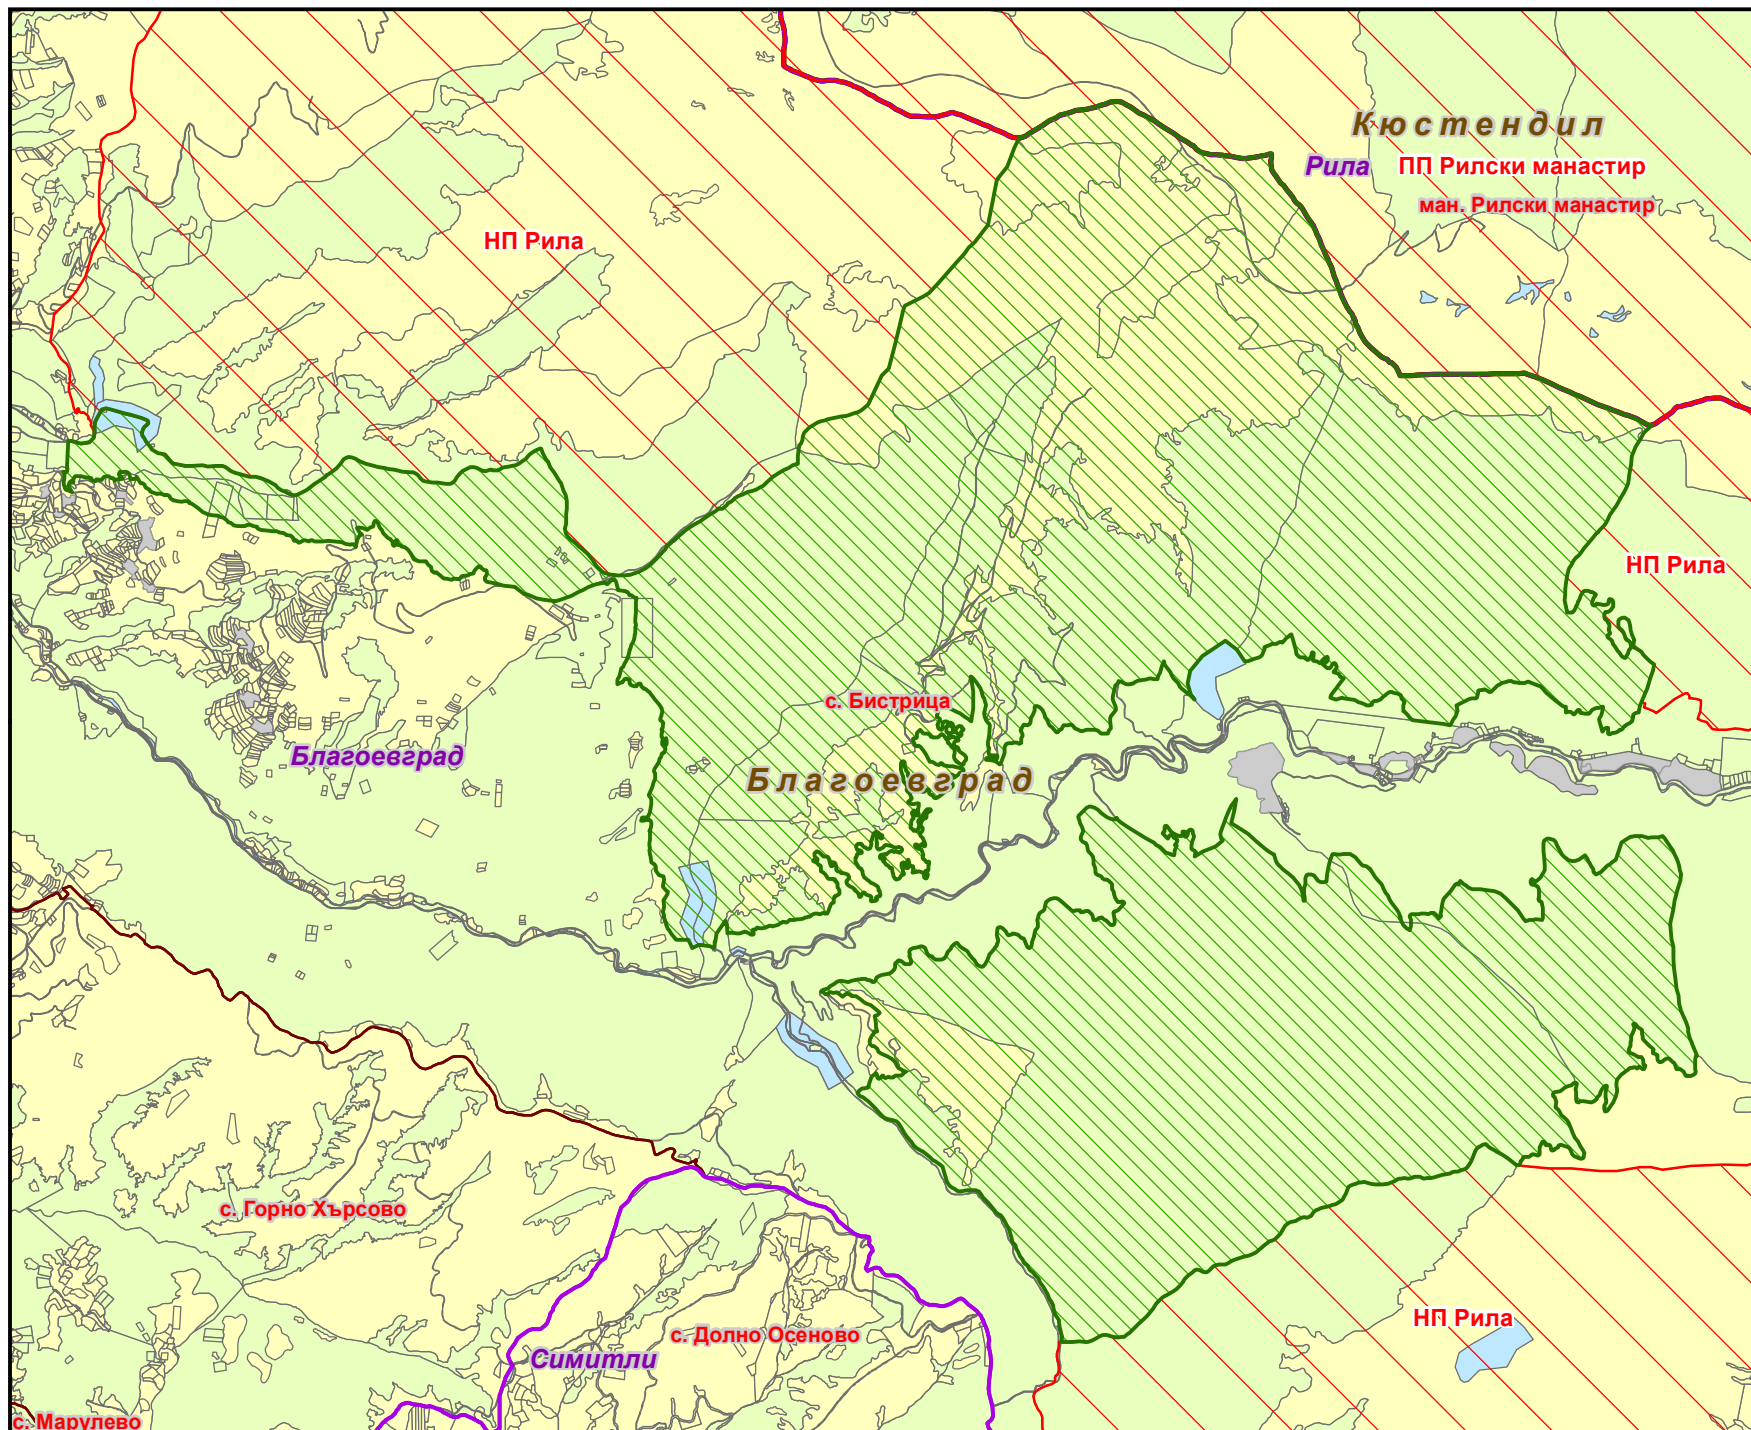 Кюстендил
Рила ПП Рилски манастир
ман. Рилски манастир
НП Рила
НП Рила
с. Бистрица
Благоевград
Благоевград
с. Горно Хърсово
НП Рила
с. Долно Осеново
Симитли
с. Марулево